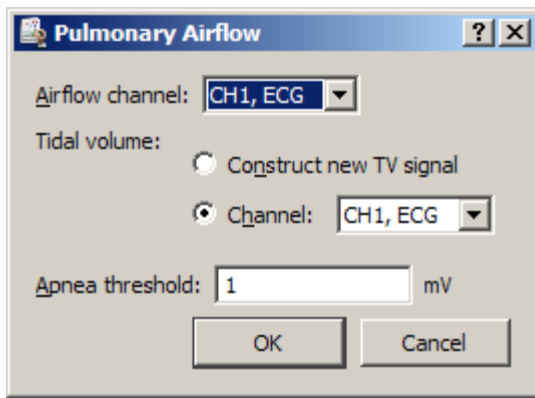 Pulmonary Airflow
Airflow channel: CH1, ECG
Tidal volume:
Construct new TV signal
Channel: CH1, ECG
Apnea threshold: 1 mV
OK Cancel